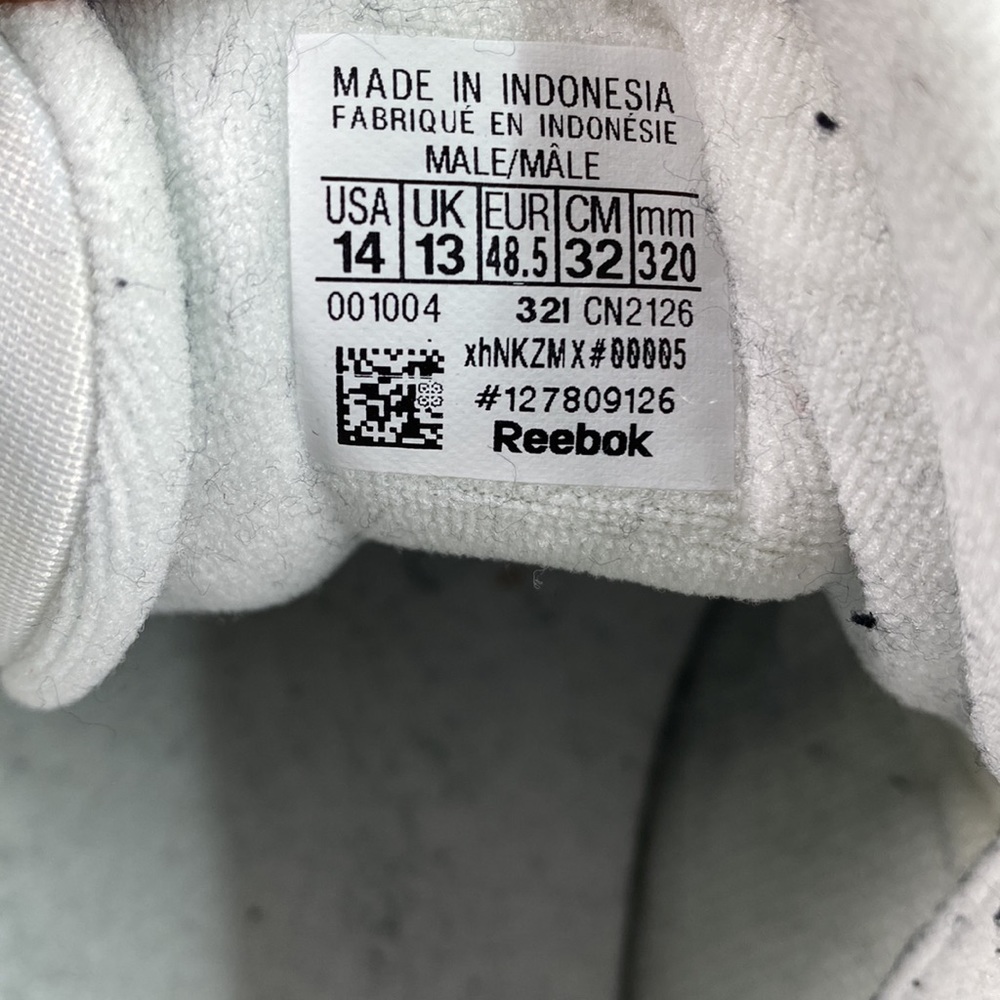 MADE IN INDONESIA
FABRIQUÉ EN INDONÉSIE
MALE/MÂLE
USA UK EUR CM mm
14 13 48.5 32 320
001004 32I CN2126
xhNKZMX#00005
#127809126
Reebok